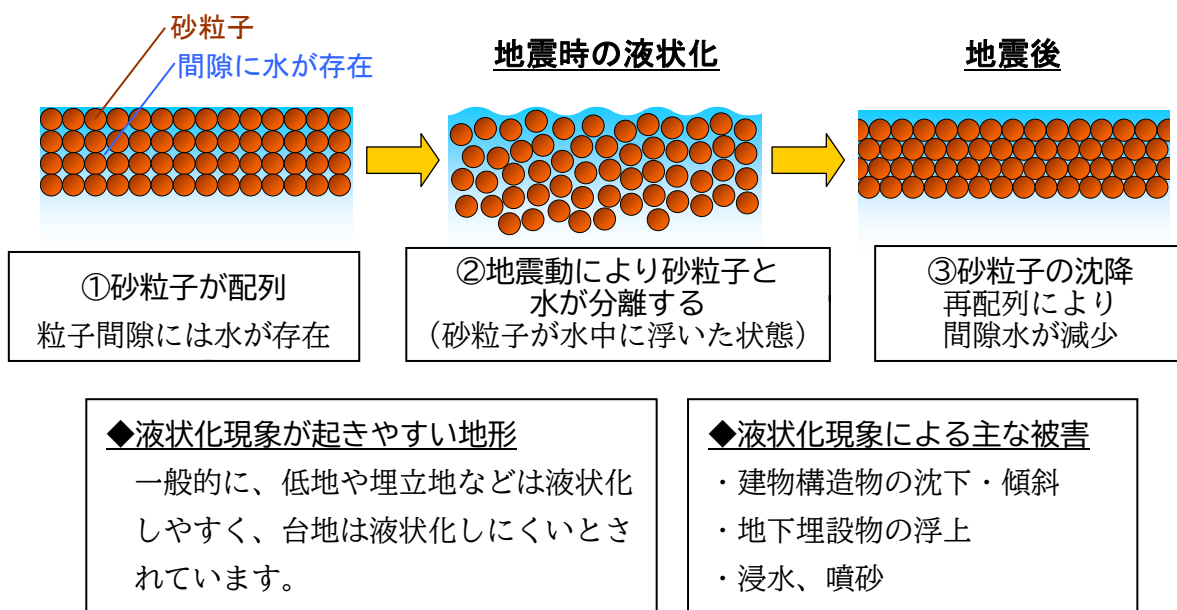 砂粒子
間隙に水が存在
地震時の液状化
地震後
①砂粒子が配列
粒子間隙には水が存在
②地震動により砂粒子と
水が分離する
（砂粒子が水中に浮いた状態）
③砂粒子の沈降
再配列により
間隙水が減少
◆液状化現象が起きやすい地形
一般的に、低地や埋立地などは液状化
しやすく、台地は液状化しにくいとさ
れています。
◆液状化現象による主な被害
・建物構造物の沈下・傾斜
・地下埋設物の浮上
・浸水、噴砂